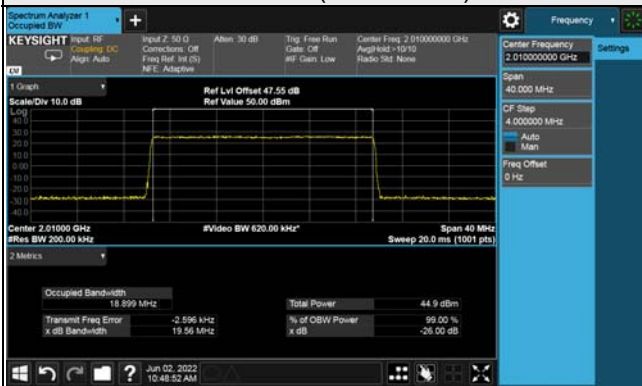 Spectrum Analyzer 1
Occupied BW
+
Frequency
KEYSIGHT
Input: RF
Coupling: DC
Align: Auto
Input Z: 50 Ω
Corrections: Off
Freq Ref: Int (S)
NFE: Adaptive
Atten: 30 dB
Trig: Free Run
Gate: Off
#IF Gain: Low
Center Freq: 2.010000000 GHz
Avg|Hold:>10/10
Radio Std: None
Center Frequency
2.010000000 GHz
Settings
Span
40.000 MHz
CF Step
4.000000 MHz
Auto
Man
Freq Offset
0 Hz
1 Graph
Scale/Div 10.0 dB
Ref Lvl Offset 47.55 dB
Ref Value 50.00 dBm
Log
40.0
30.0
20.0
10.0
0.00
-10.0
-20.0
-30.0
-40.0
Center 2.01000 GHz
#Res BW 200.00 kHz
#Video BW 620.00 kHz*
Span 40 MHz
Sweep 20.0 ms (1001 pts)
2 Metrics
Occupied Bandwidth
18.899 MHz
Total Power
44.9 dBm
Transmit Freq Error
-2.596 kHz
% of OBW Power
99.00 %
x dB Bandwidth
19.56 MHz
x dB
-26.00 dB
?
Jun 02, 2022
10:48:52 AM